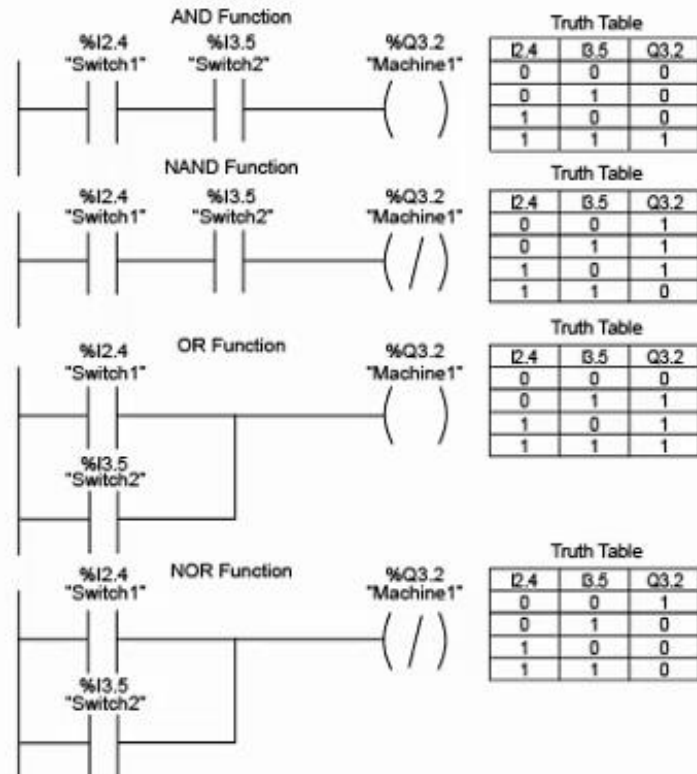 AND Function
%I2.4
"Switch1"
%I3.5
"Switch2"
%Q3.2
"Machine1"
Truth Table
I2.4 I3.5 Q3.2
0 0 0
0 1 0
1 0 0
1 1 1
NAND Function
%I2.4
"Switch1"
%I3.5
"Switch2"
%Q3.2
"Machine1"
Truth Table
I2.4 I3.5 Q3.2
0 0 1
0 1 1
1 0 1
1 1 0
OR Function
%I2.4
"Switch1"
%Q3.2
"Machine1"
%I3.5
"Switch2"
Truth Table
I2.4 I3.5 Q3.2
0 0 0
0 1 1
1 0 1
1 1 1
NOR Function
%I2.4
"Switch1"
%Q3.2
"Machine1"
%I3.5
"Switch2"
Truth Table
I2.4 I3.5 Q3.2
0 0 1
0 1 0
1 0 0
1 1 0